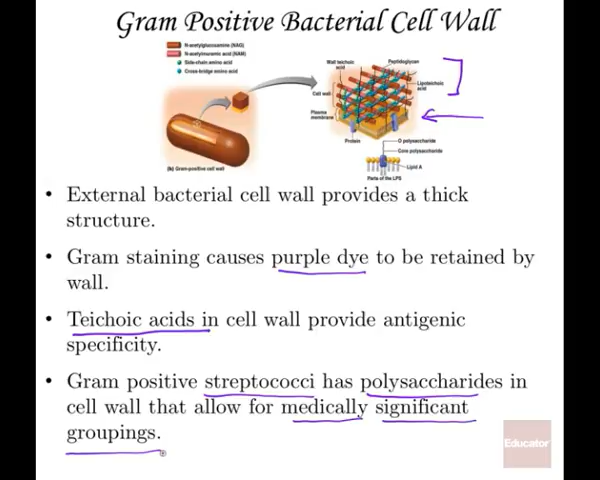 Gram Positive Bacterial Cell Wall
N-acetylglucosamine (NAG)
N-acetylmuramic acid (NAM)
Side-chain amino acid
Cross-bridge amino acid
Wall teichoic
acid
Peptidoglycan
Lipoteichoic
acid
Cell wall
Plasma
membrane
Protein
O polysaccharide
Core polysaccharide
Lipid A
Parts of the LPS
(b) Gram-positive cell wall
• External bacterial cell wall provides a thick
structure.
• Gram staining causes purple dye to be retained by
wall.
• Teichoic acids in cell wall provide antigenic
specificity.
• Gram positive streptococci has polysaccharides in
cell wall that allow for medically significant
groupings.
Educator